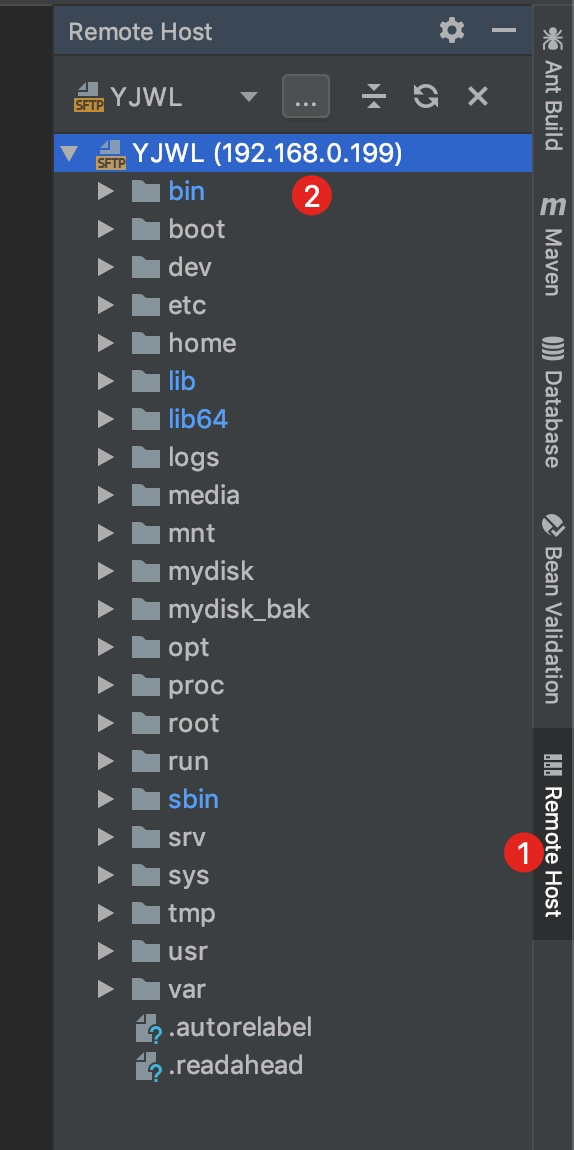 Remote Host
SFTP YJWL ...
SFTP YJWL (192.168.0.199)
bin
2
boot
dev
etc
home
lib
lib64
logs
media
mnt
mydisk
mydisk_bak
opt
proc
root
run
sbin
srv
sys
tmp
usr
var
? .autorelabel
? .readahead
Ant Build
m Maven
Database
Bean Validation
Remote Host
1